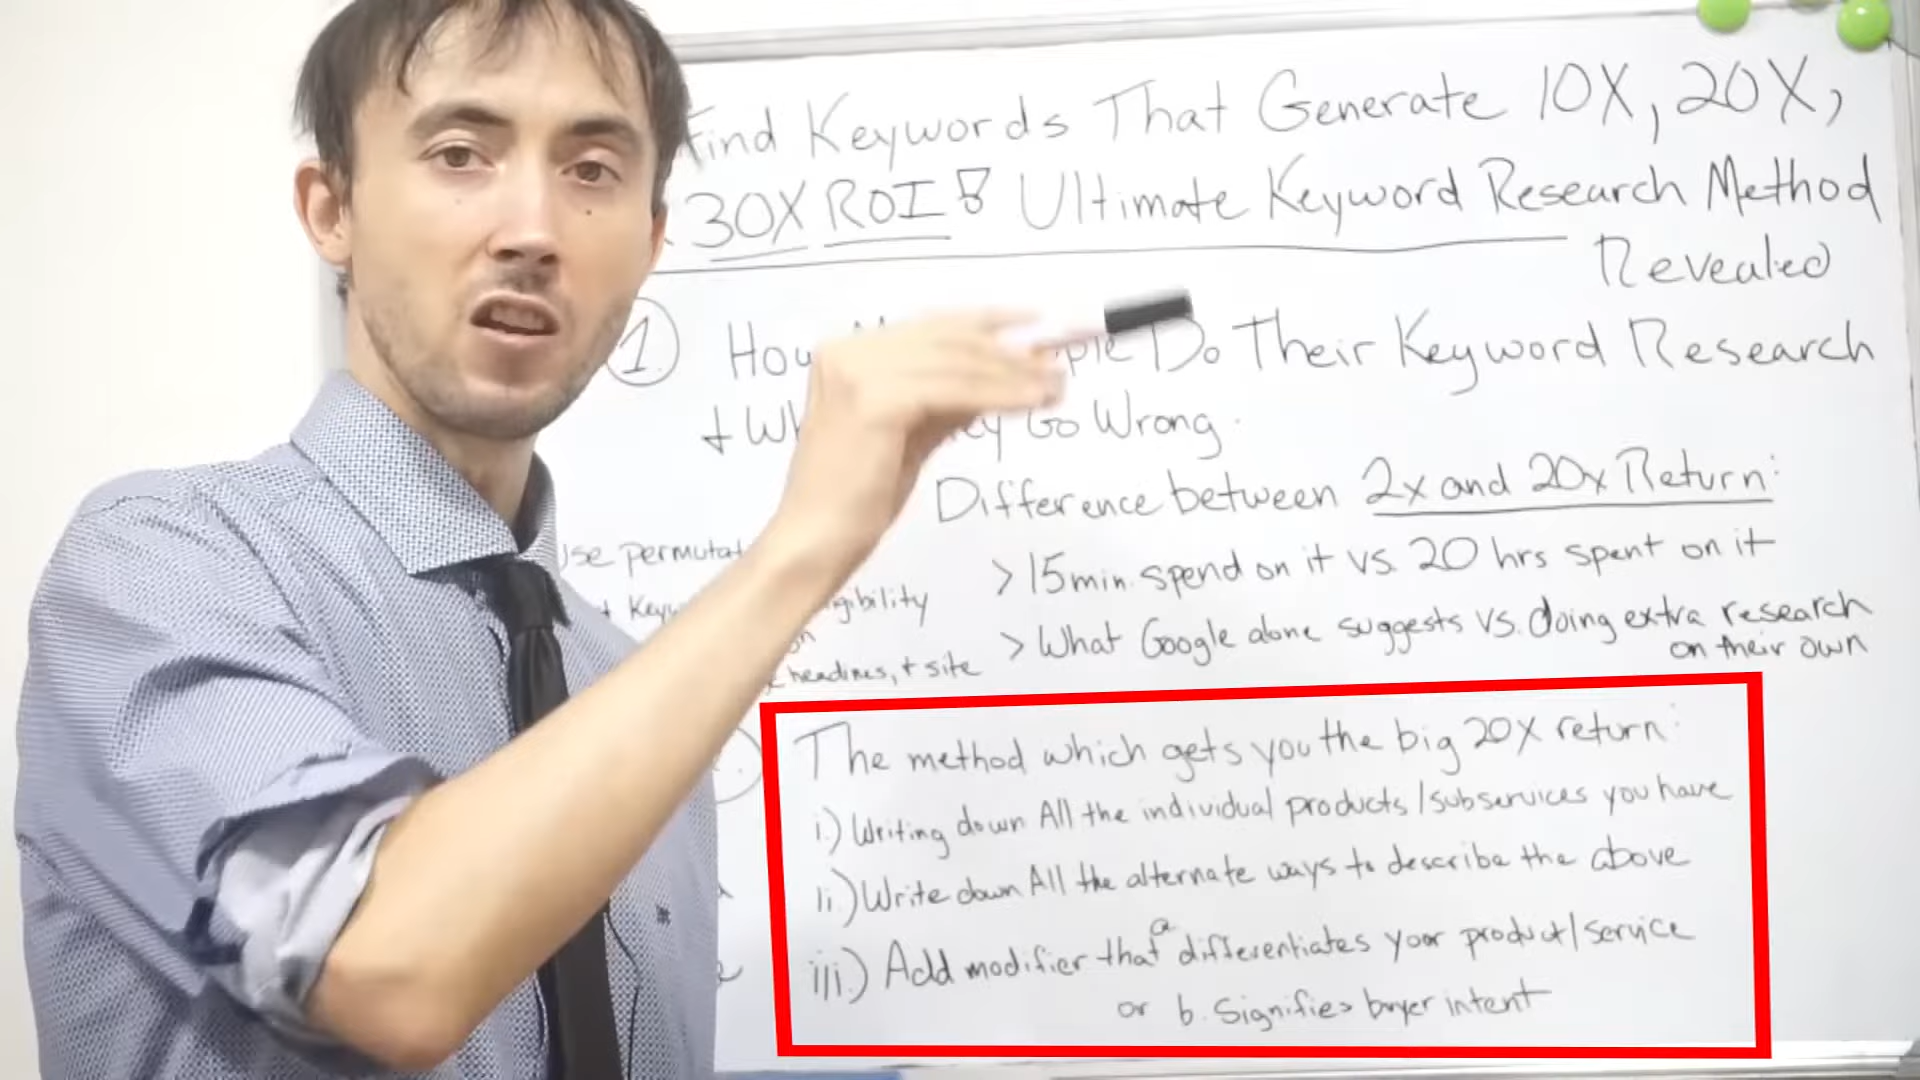 Find Keywords That Generate 10X, 20X,
30X ROI! Ultimate Keyword Research Method
Revealed
1. How Do Their Keyword Research
+ Go Wrong.
Difference between 2x and 20x Return:
> 15min. spend on it vs. 20 hrs spent on it
> What Google alone suggests vs. doing extra research
on their own
Use
headlines, + site
The method which gets you the big 20X return:
i.) Writing down All the individual products/subservices you have
ii.) Write down All the alternate ways to describe the above
iii.) Add modifier that a differentiates your product/service
or b. Signifies buyer intent